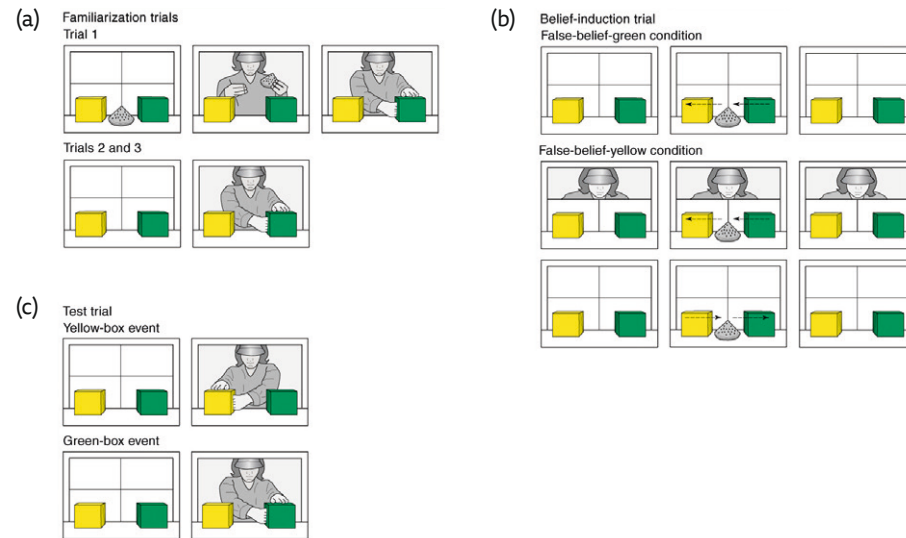 (a)
Familiarization trials
Trial 1
Trials 2 and 3
(b)
Belief-induction trial
False-belief-green condition
False-belief-yellow condition
(c)
Test trial
Yellow-box event
Green-box event